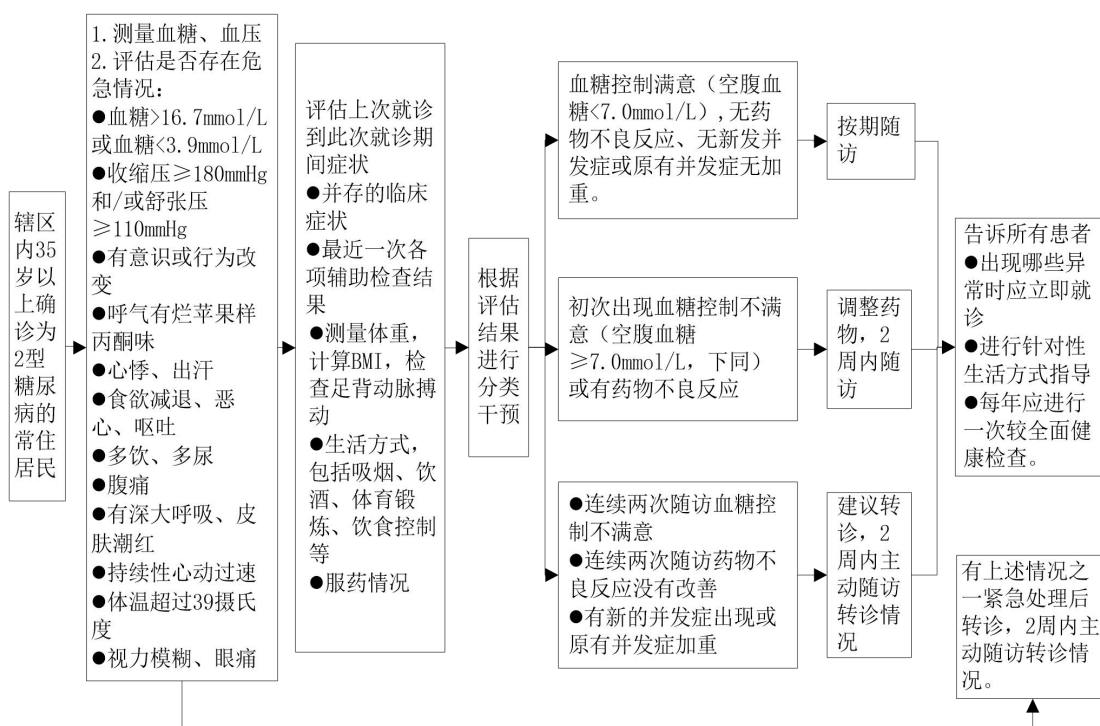 辖区
内35
岁以
上确
诊为
2型
糖尿
病的
常住
居民
1.测量血糖、血压
2.评估是否存在危
急情况：
●血糖>16.7mmol/L
或血糖<3.9mmol/L
●收缩压≥180mmHg
和/或舒张压
≥110mmHg
●有意识或行为改
变
●呼气有烂苹果样
丙酮味
●心悸、出汗
●食欲减退、恶
心、呕吐
●多饮、多尿
●腹痛
●有深大呼吸、皮
肤潮红
●持续性心动过速
●体温超过39摄氏
度
●视力模糊、眼痛
评估上次就诊
到此次就诊期
间症状
●并存的临床
症状
●最近一次各
项辅助检查结
果
●测量体重，
计算BMI，检
查足背动脉搏
动
●生活方式，
包括吸烟、饮
酒、体育锻
炼、饮食控制
等
●服药情况
根据
评估
结果
进行
分类
干预
血糖控制满意（空腹血
糖<7.0mmol/L）,无药
物不良反应、无新发并
发症或原有并发症无加
重。
按期随
访
初次出现血糖控制不满
意（空腹血糖
≥7.0mmol/L，下同）
或有药物不良反应
调整药
物，2
周内随
访
●连续两次随访血糖控
制不满意
●连续两次随访药物不
良反应没有改善
●有新的并发症出现或
原有并发症加重
建议转
诊，2
周内主
动随访
转诊情
况
告诉所有患者
●出现哪些异
常时应立即就
诊
●进行针对性
生活方式指导
●每年应进行
一次较全面健
康检查。
有上述情况之
一紧急处理后
转诊，2周内主
动随访转诊情
况。